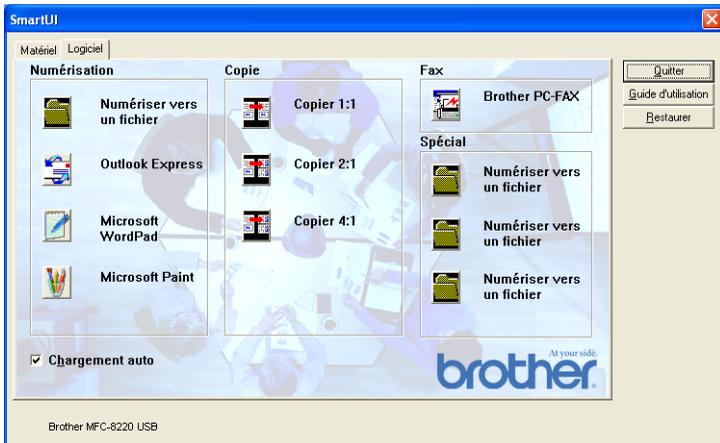 SmartUI
Matériel
Logiciel
Numérisation
Numériser vers
un fichier
Outlook Express
Microsoft
WordPad
Microsoft Paint
Copie
Copier 1:1
Copier 2:1
Copier 4:1
Fax
Brother PC-FAX
Spécial
Numériser vers
un fichier
Numériser vers
un fichier
Numériser vers
un fichier
Quitter
Guide d'utilisation
Restaurer
Chargement auto
At your side.
brother.
Brother MFC-8220 USB